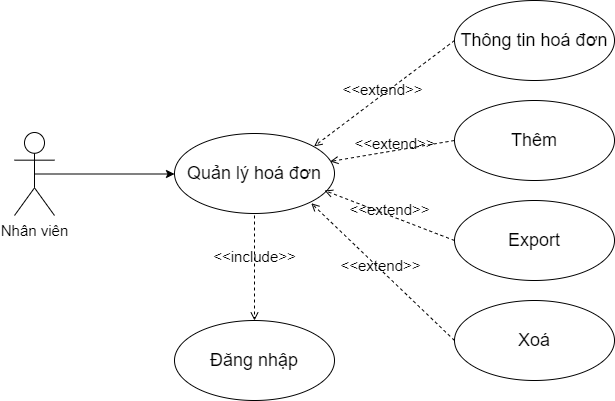 Thông tin hoá đơn
<<extend>>
Thêm
<<extend>>
Quản lý hoá đơn
Nhân viên
<<extend>>
Export
<<include>>
<<extend>>
Xoá
Đăng nhập